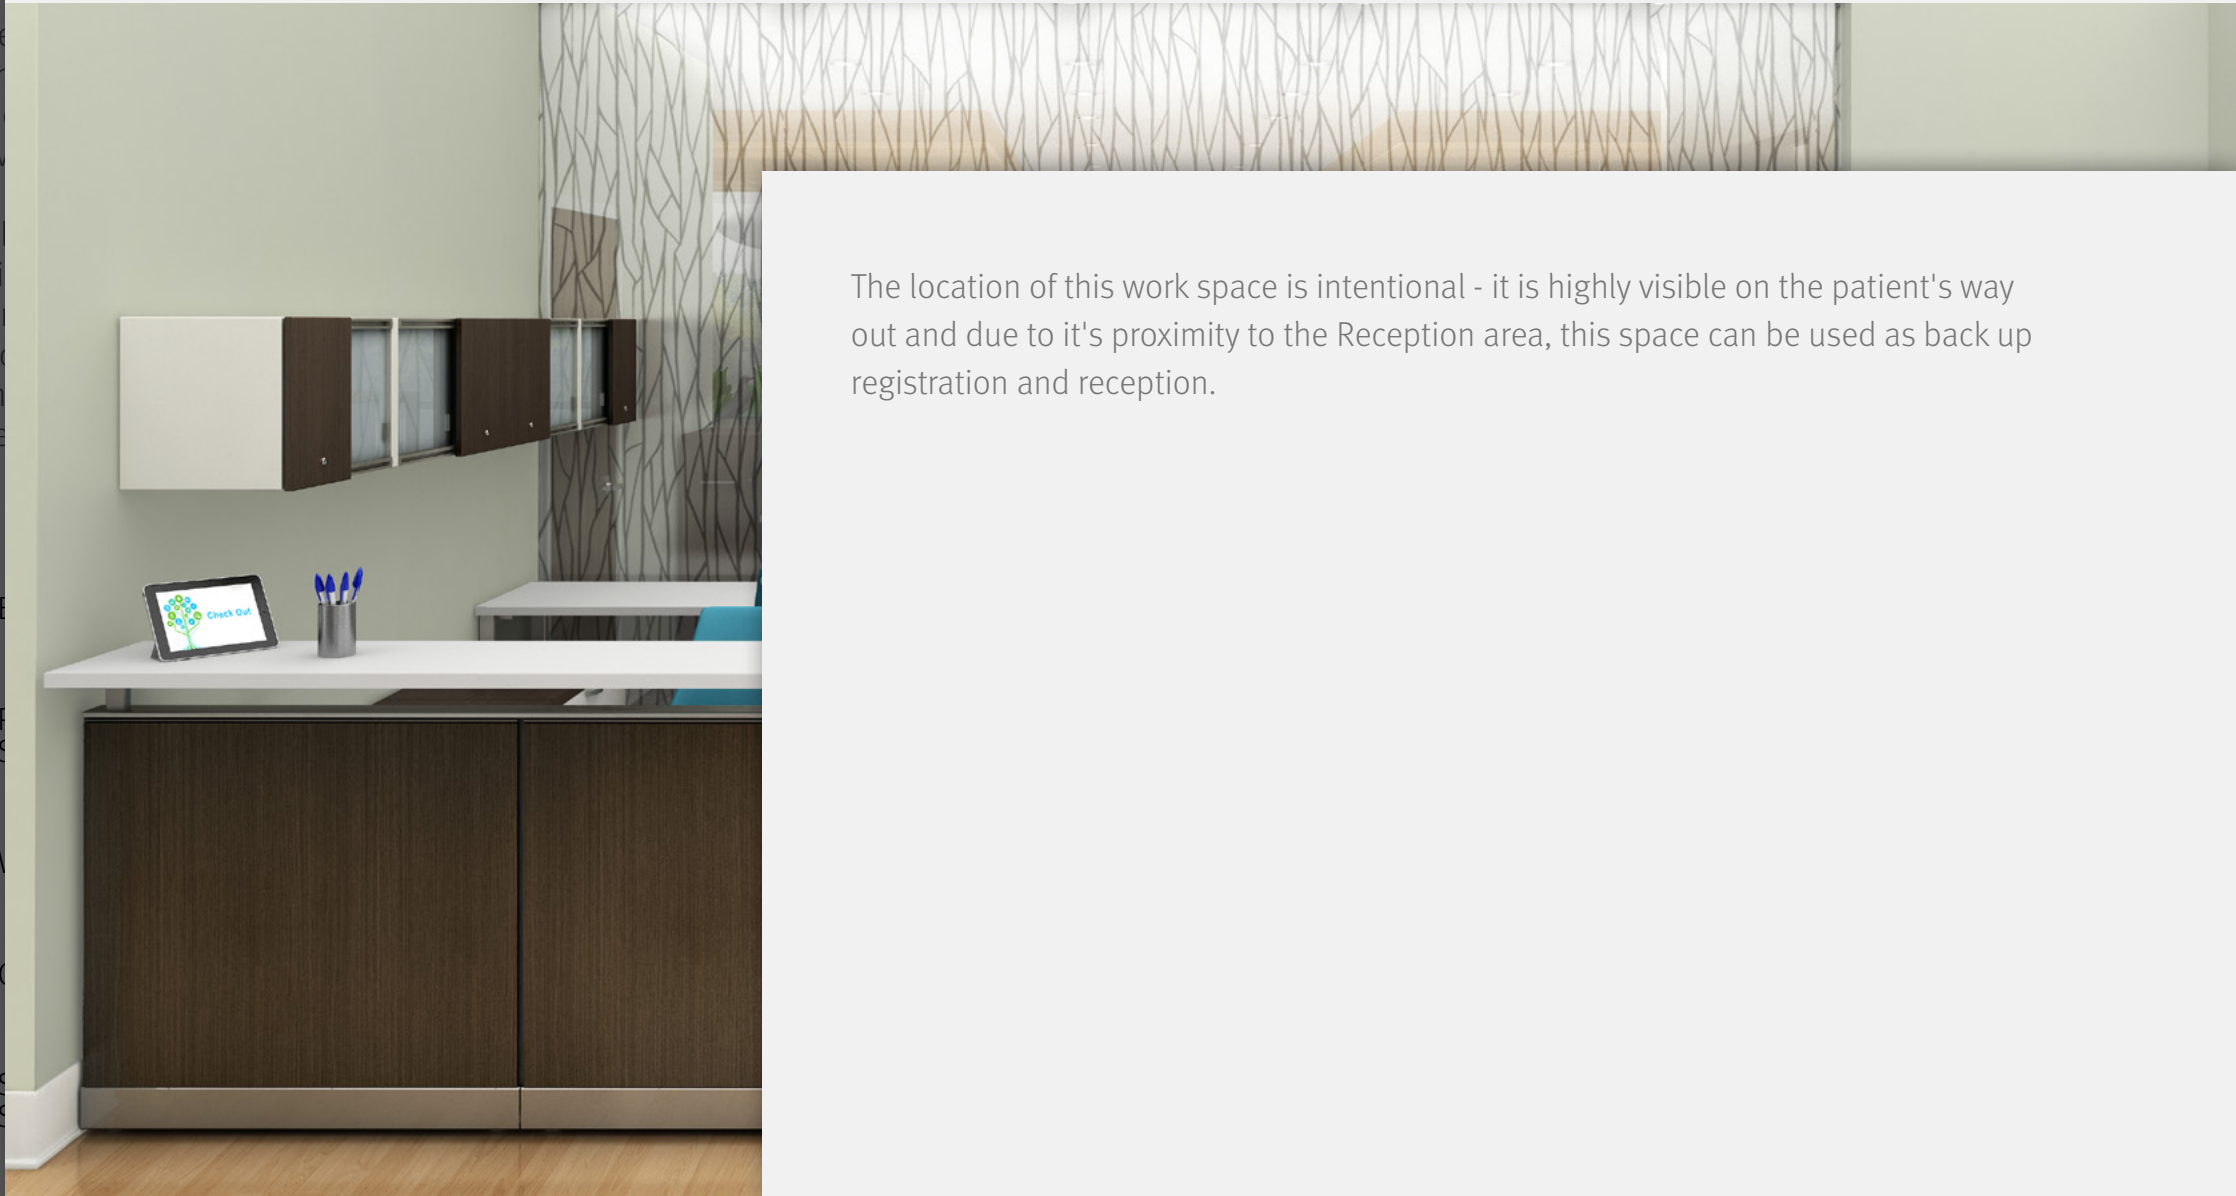 The location of this work space is intentional - it is highly visible on the patient's way
out and due to it's proximity to the Reception area, this space can be used as back up
registration and reception.
Check Out